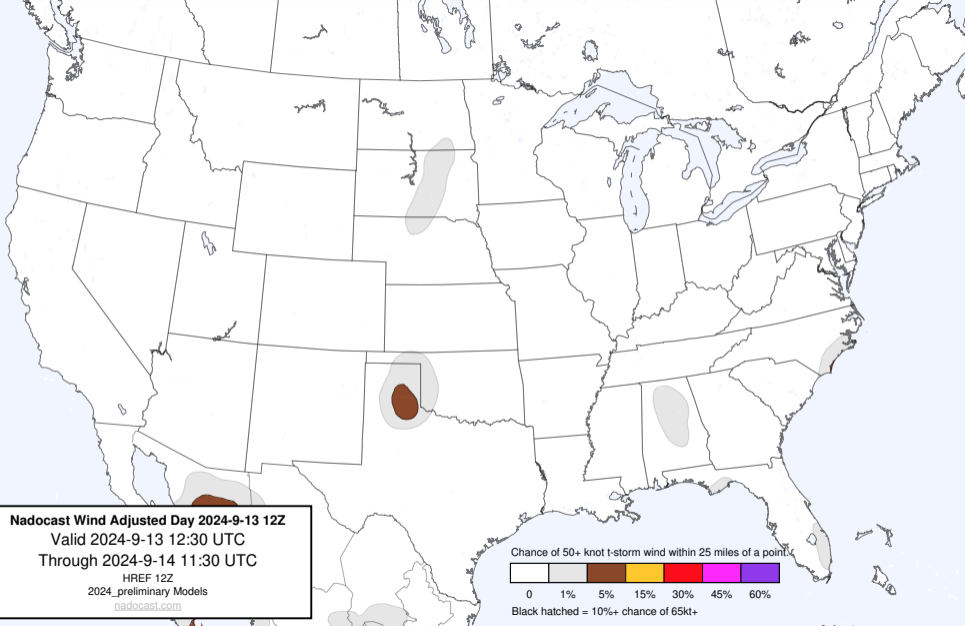 Nadocast Wind Adjusted Day 2024-9-13 12Z
Valid 2024-9-13 12:30 UTC
Through 2024-9-14 11:30 UTC
HREF 12Z
2024_preliminary Models
nadocast.com
Chance of 50+ knot t-storm wind within 25 miles of a point.
0 1% 5% 15% 30% 45% 60%
Black hatched = 10%+ chance of 65kt+